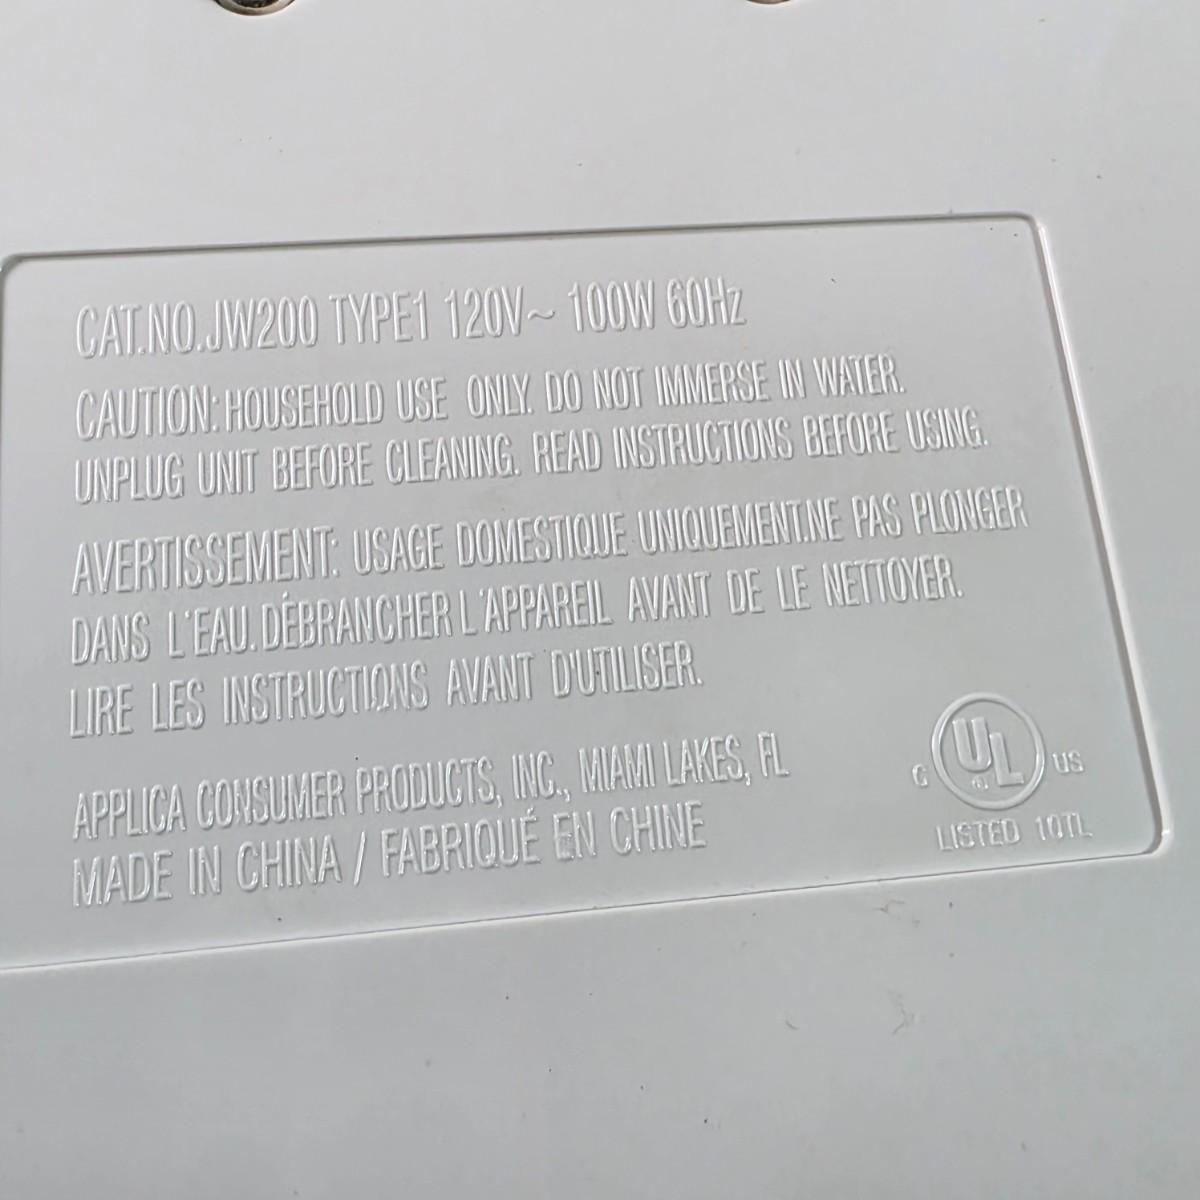 CAT.NO.JW200 TYPE1 120V~ 100W 60Hz
CAUTION: HOUSEHOLD USE ONLY. DO NOT IMMERSE IN WATER.
UNPLUG UNIT BEFORE CLEANING. READ INSTRUCTIONS BEFORE USING.
AVERTISSEMENT: USAGE DOMESTIQUE UNIQUEMENT.NE PAS PLONGER
DANS L'EAU. DÉBRANCHER L'APPAREIL AVANT DE LE NETTOYER.
LIRE LES INSTRUCTIONS AVANT D'UTILISER.
APPLICA CONSUMER PRODUCTS, INC., MIAMI LAKES, FL
MADE IN CHINA / FABRIQUÉ EN CHINE
C UL ® US
LISTED 10TL